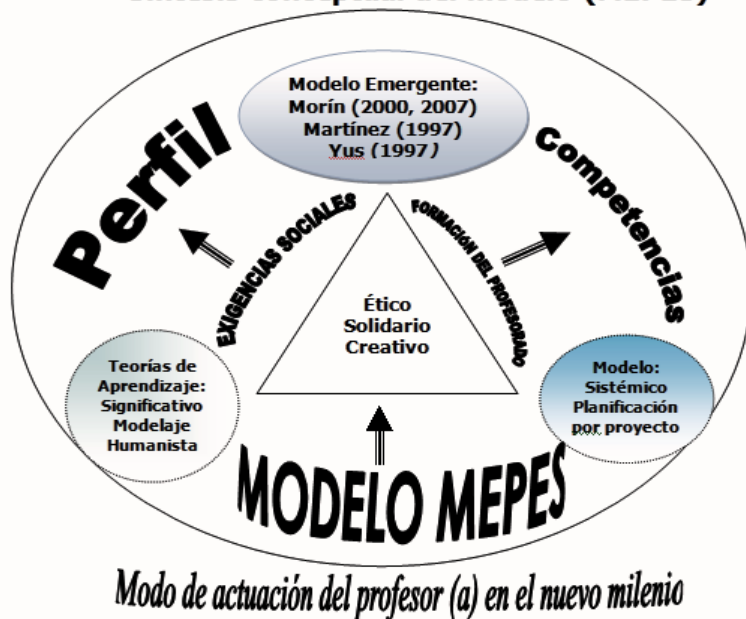 Modelo Emergente:
Morín (2000, 2007)
Martínez (1997)
Yus (1997)
Perfil
Competencias
EXIGENCIAS SOCIALES
FORMACIÓN DEL PROFESORADO
Ético
Solidario
Creativo
Teorías de
Aprendizaje:
Significativo
Modelaje
Humanista
Modelo:
Sistémico
Planificación
por proyecto
MODELO MEPES
Modo de actuación del profesor (a) en el nuevo milenio